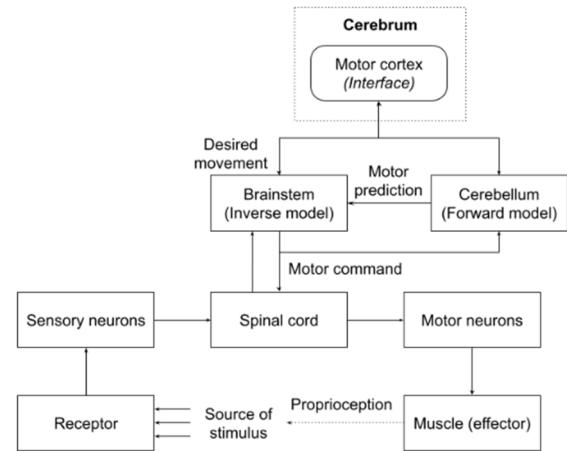 Cerebrum
Motor cortex
(Interface)
Desired
movement
Motor
prediction
Brainstem
(Inverse model)
Cerebellum
(Forward model)
Motor command
Sensory neurons
Spinal cord
Motor neurons
Receptor
Source of
stimulus
Proprioception
Muscle (effector)